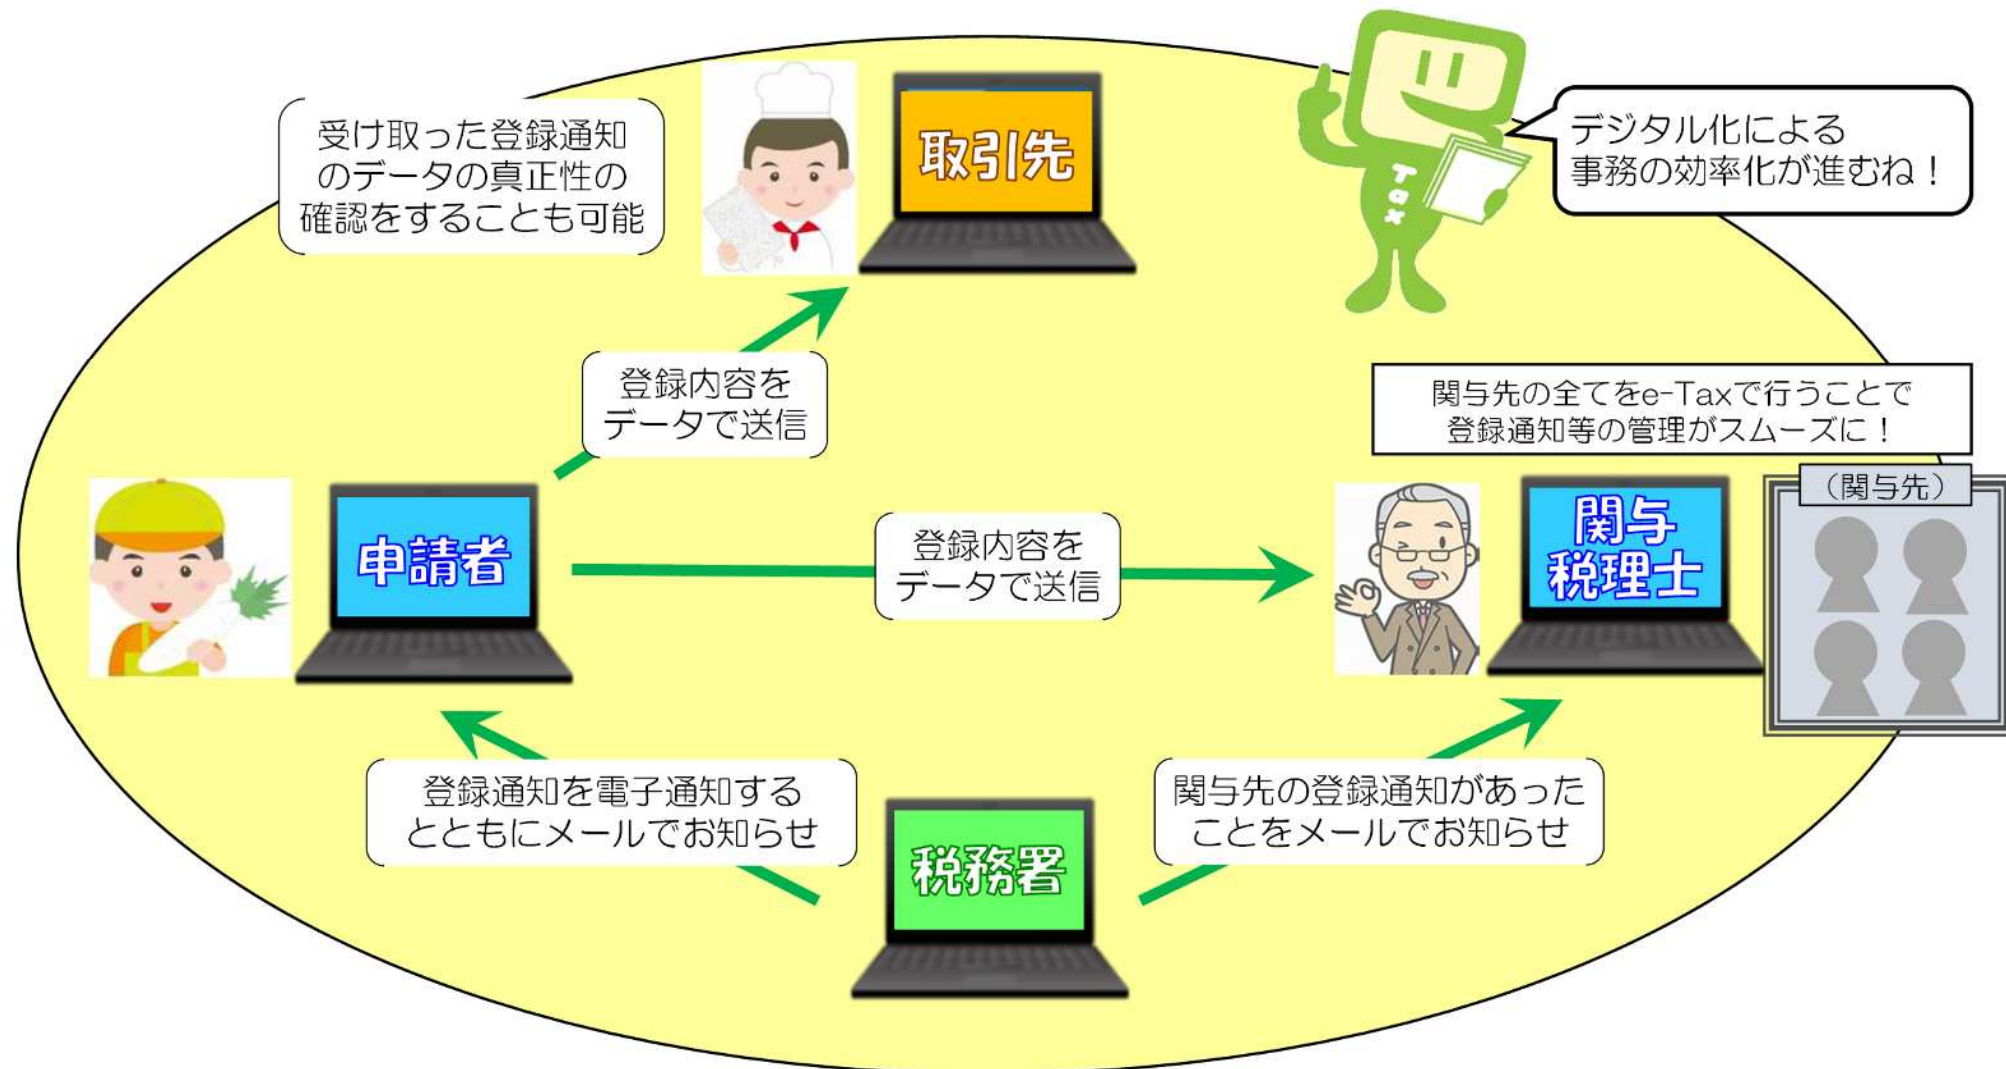 受け取った登録通知
のデータの真正性の
確認をすることも可能
取引先
Tax
デジタル化による
事務の効率化が進むね！
登録内容を
データで送信
関与先の全てをe-Taxで行うことで
登録通知等の管理がスムーズに！
申請者
登録内容を
データで送信
関与
税理士
（関与先）
登録通知を電子通知する
とともにメールでお知らせ
関与先の登録通知があった
ことをメールでお知らせ
税務署